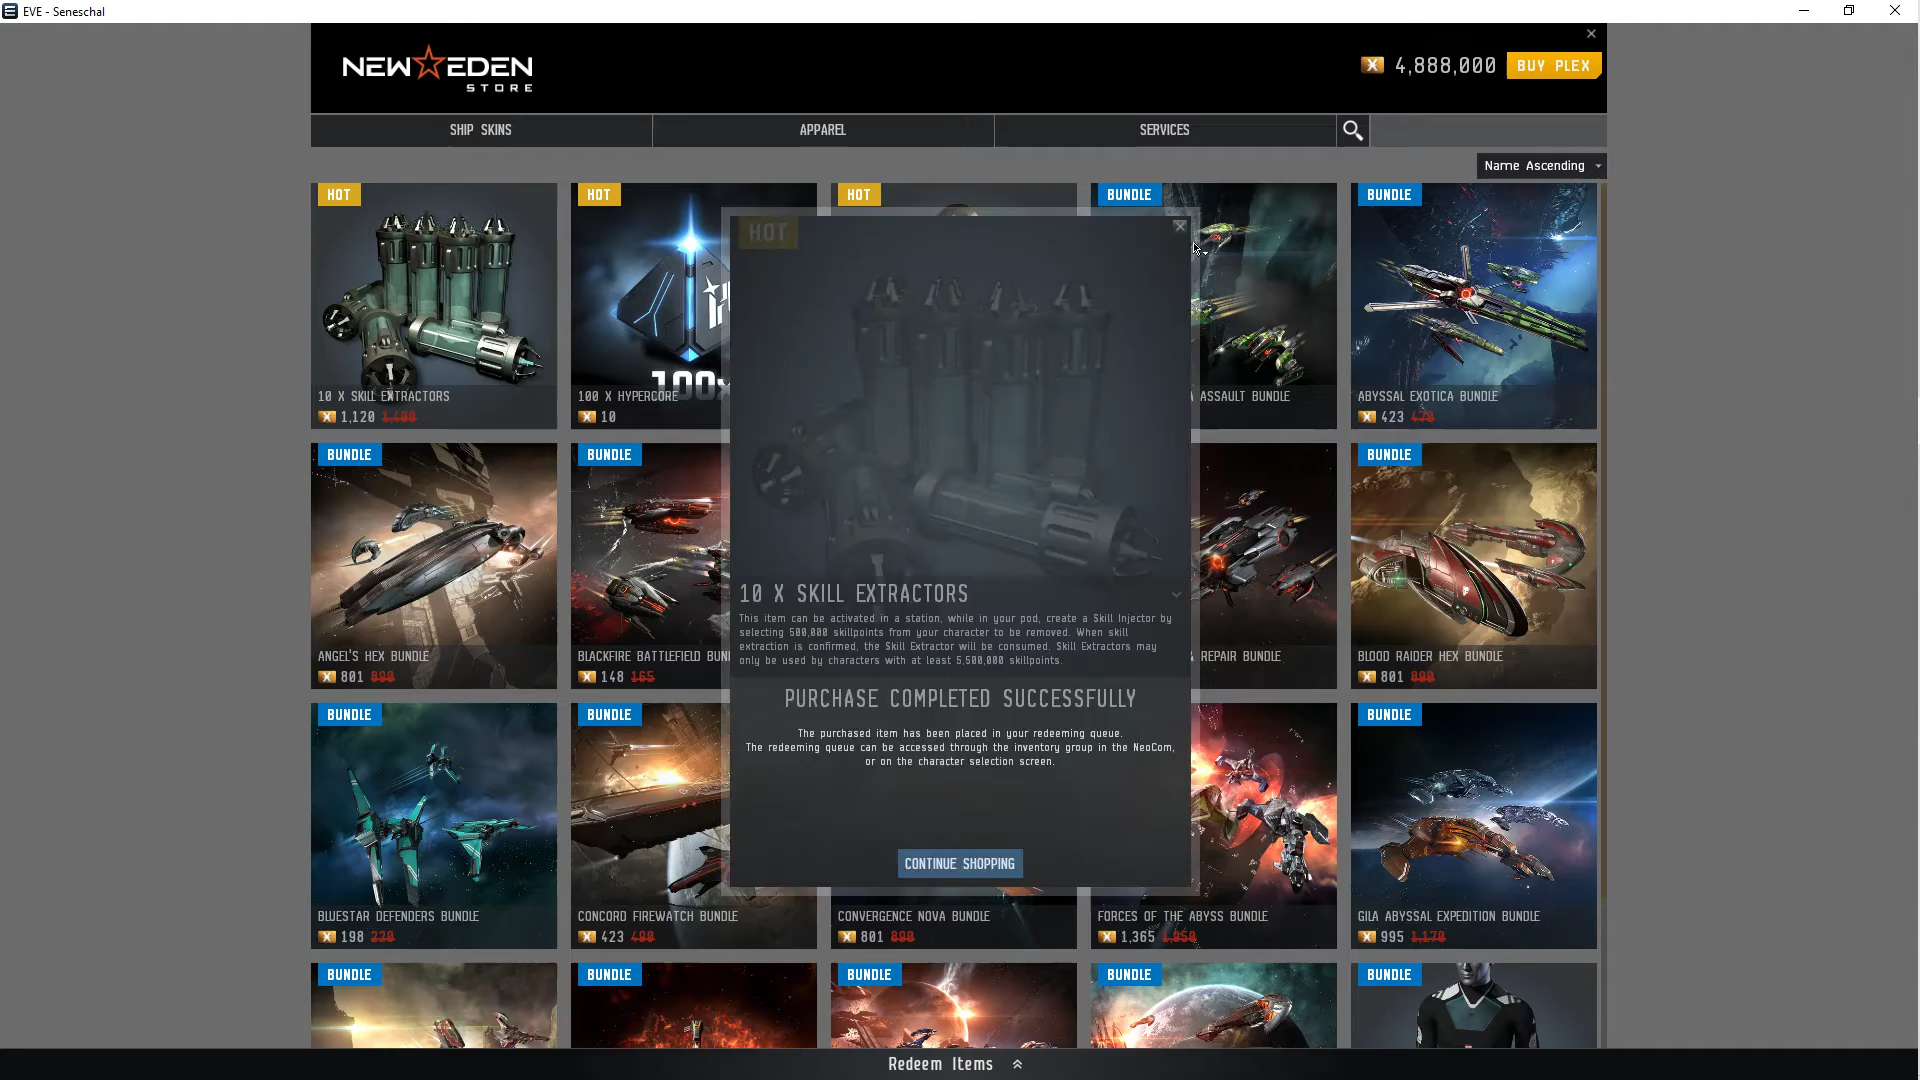 EVE - Seneschal
NEW EDEN
STORE
4,888,000
BUY PLEX
SHIP SKINS
APPAREL
SERVICES
Name Ascending
HOT
HOT
HOT
BUNDLE
BUNDLE
HOT
100x
10 X SKILL EXTRACTORS
1,120 1,400
100 X HYPERCORE
10
ASSAULT BUNDLE
ABYSSAL EXOTICA BUNDLE
423 470
BUNDLE
BUNDLE
BUNDLE
ANGEL'S HEX BUNDLE
801 890
BLACKFIRE BATTLEFIELD BUN
148 165
REPAIR BUNDLE
BLOOD RAIDER HEX BUNDLE
801 890
10 X SKILL EXTRACTORS
This item can be activated in a station, while in your pod, create a Skill Injector by
selecting 500,000 skillpoints from your character to be removed. When skill
extraction is confirmed, the Skill Extractor will be consumed. Skill Extractors may
only be used by characters with at least 5,500,000 skillpoints.
PURCHASE COMPLETED SUCCESSFULLY
The purchased item has been placed in your redeeming queue.
The redeeming queue can be accessed through the inventory group in the NeoCom,
or on the character selection screen.
CONTINUE SHOPPING
BUNDLE
BUNDLE
BUNDLE
BLUESTAR DEFENDERS BUNDLE
198 220
CONCORD FIREWATCH BUNDLE
423 490
CONVERGENCE NOVA BUNDLE
801 890
FORCES OF THE ABYSS BUNDLE
1,365 1,950
GILA ABYSSAL EXPEDITION BUNDLE
995 1,170
BUNDLE
BUNDLE
BUNDLE
BUNDLE
BUNDLE
Redeem Items